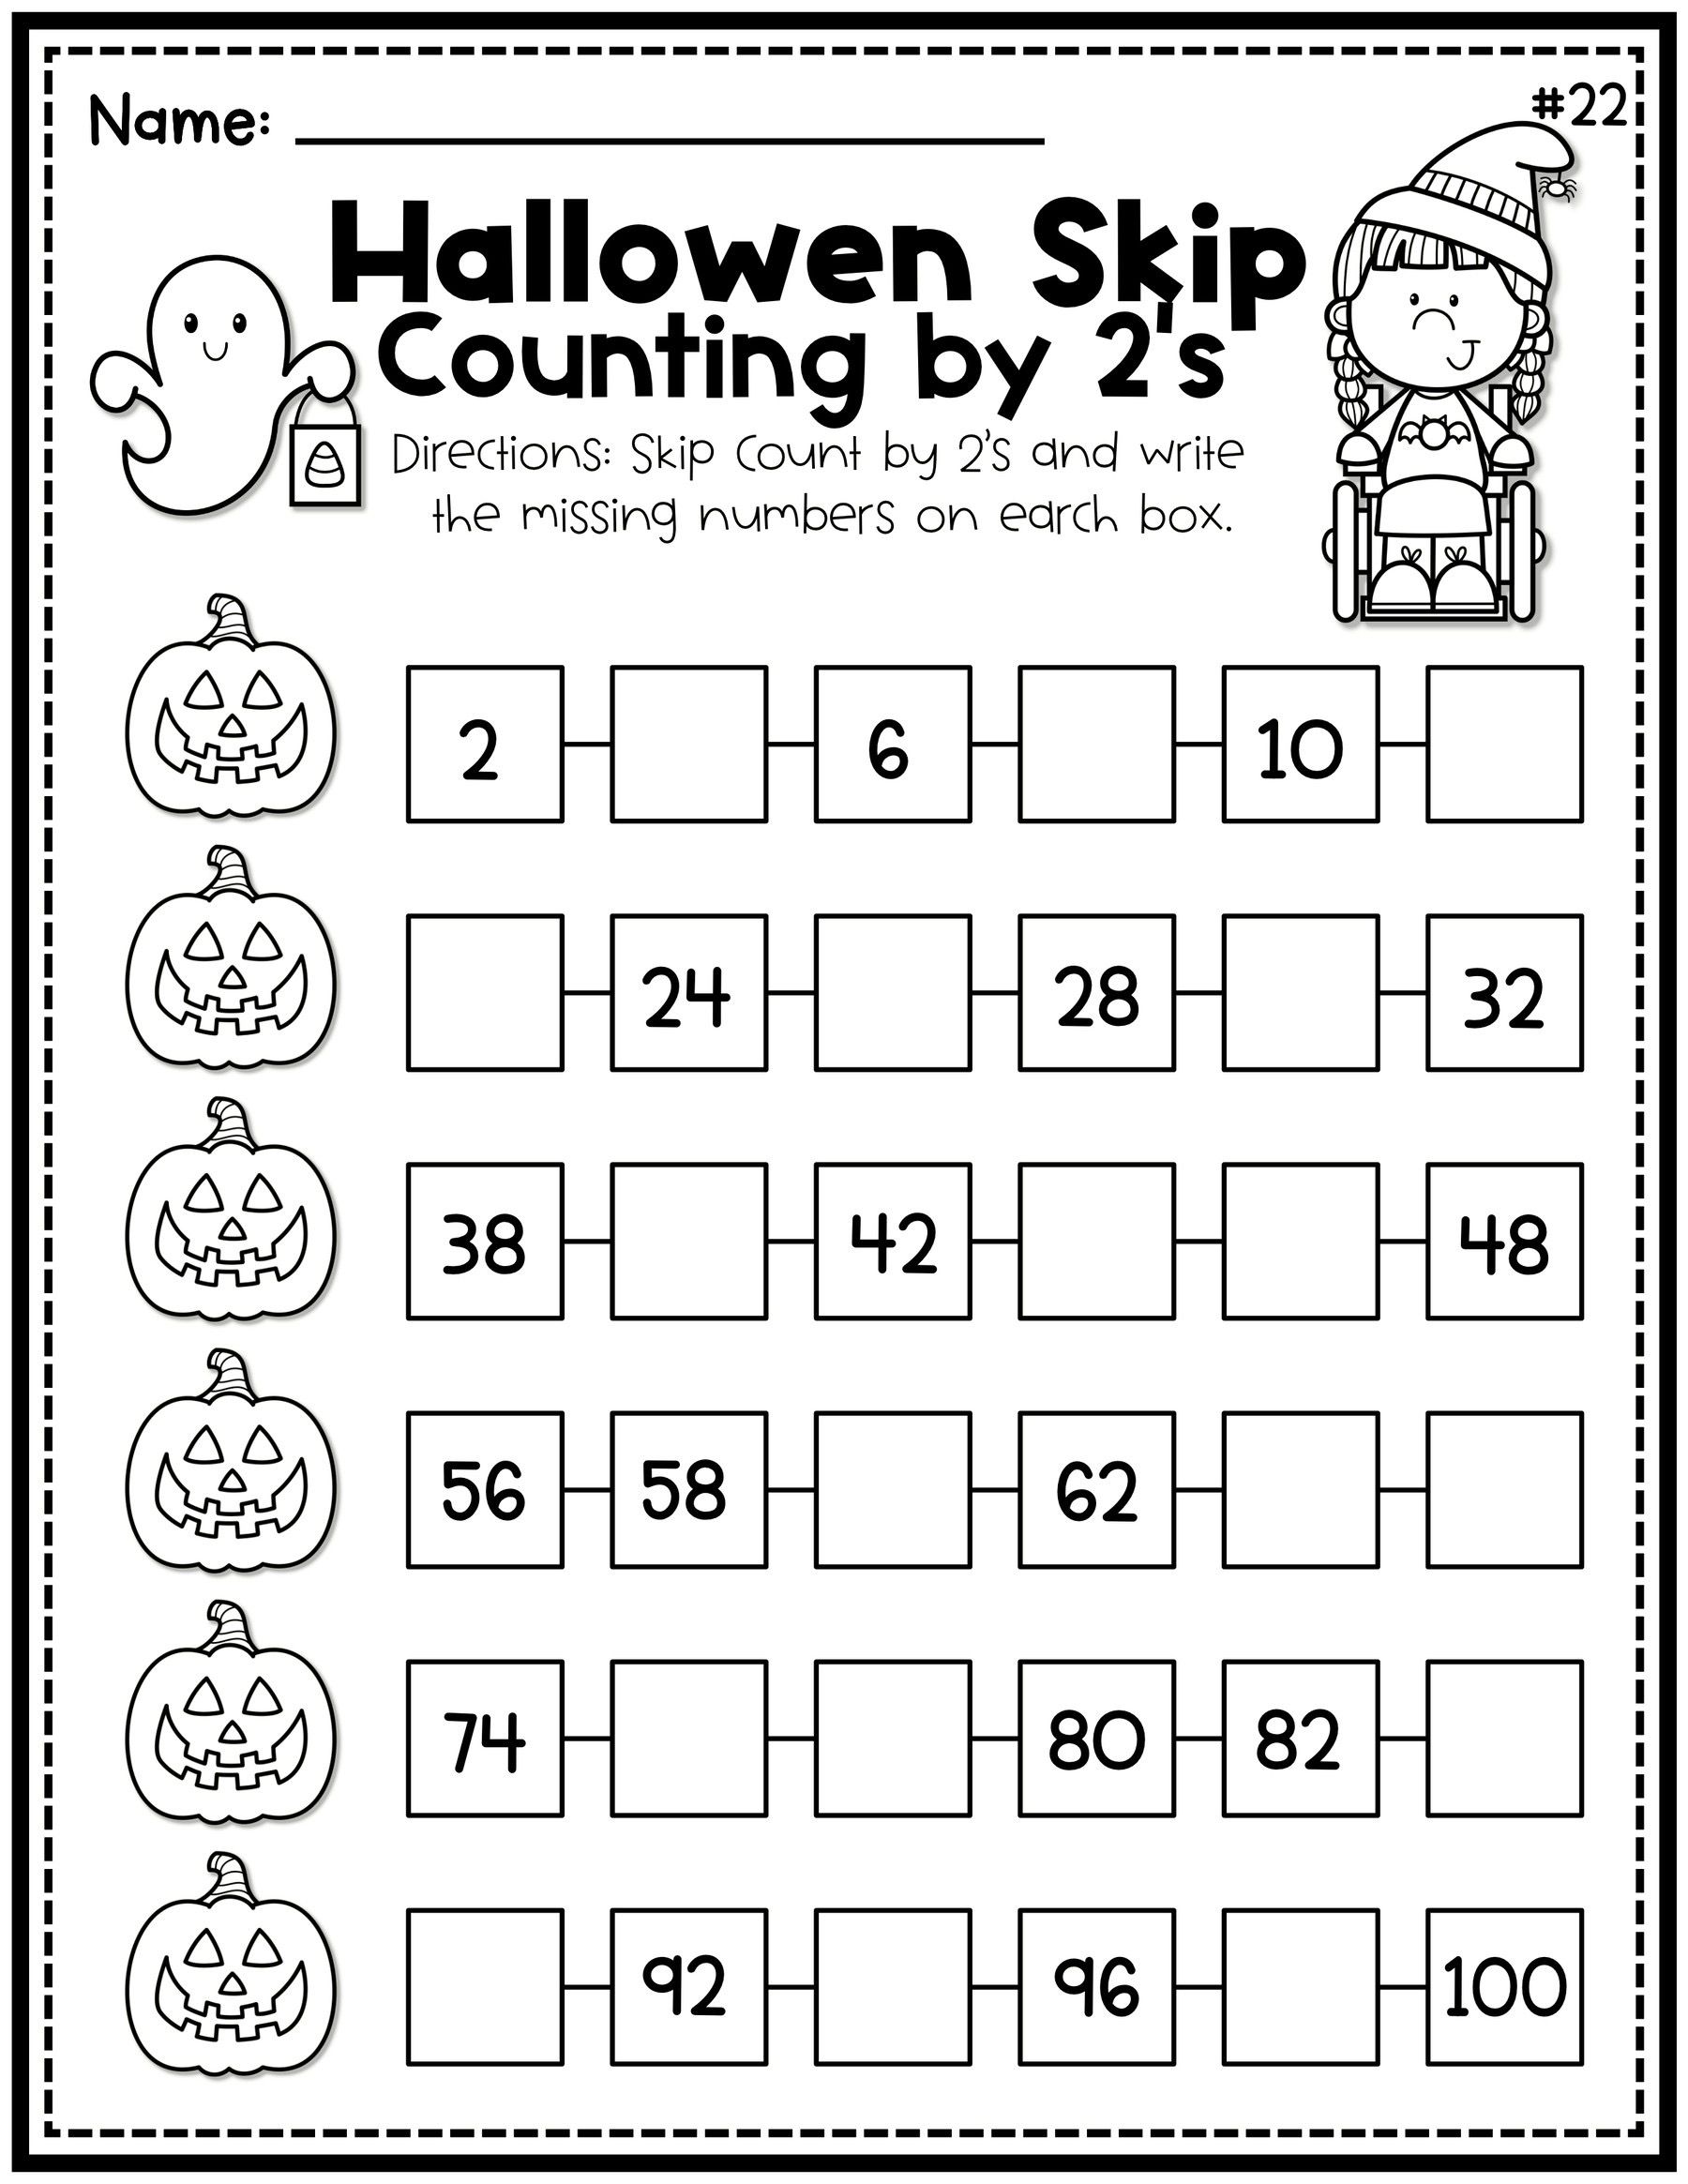 Name:
#22
Hallowen Skip
Counting by 2's
Directions: Skip Count by 2's and write
the missing numbers on earch box.
2 6 10
24 28 32
38 42 48
56 58 62
74 80 82
92 96 100